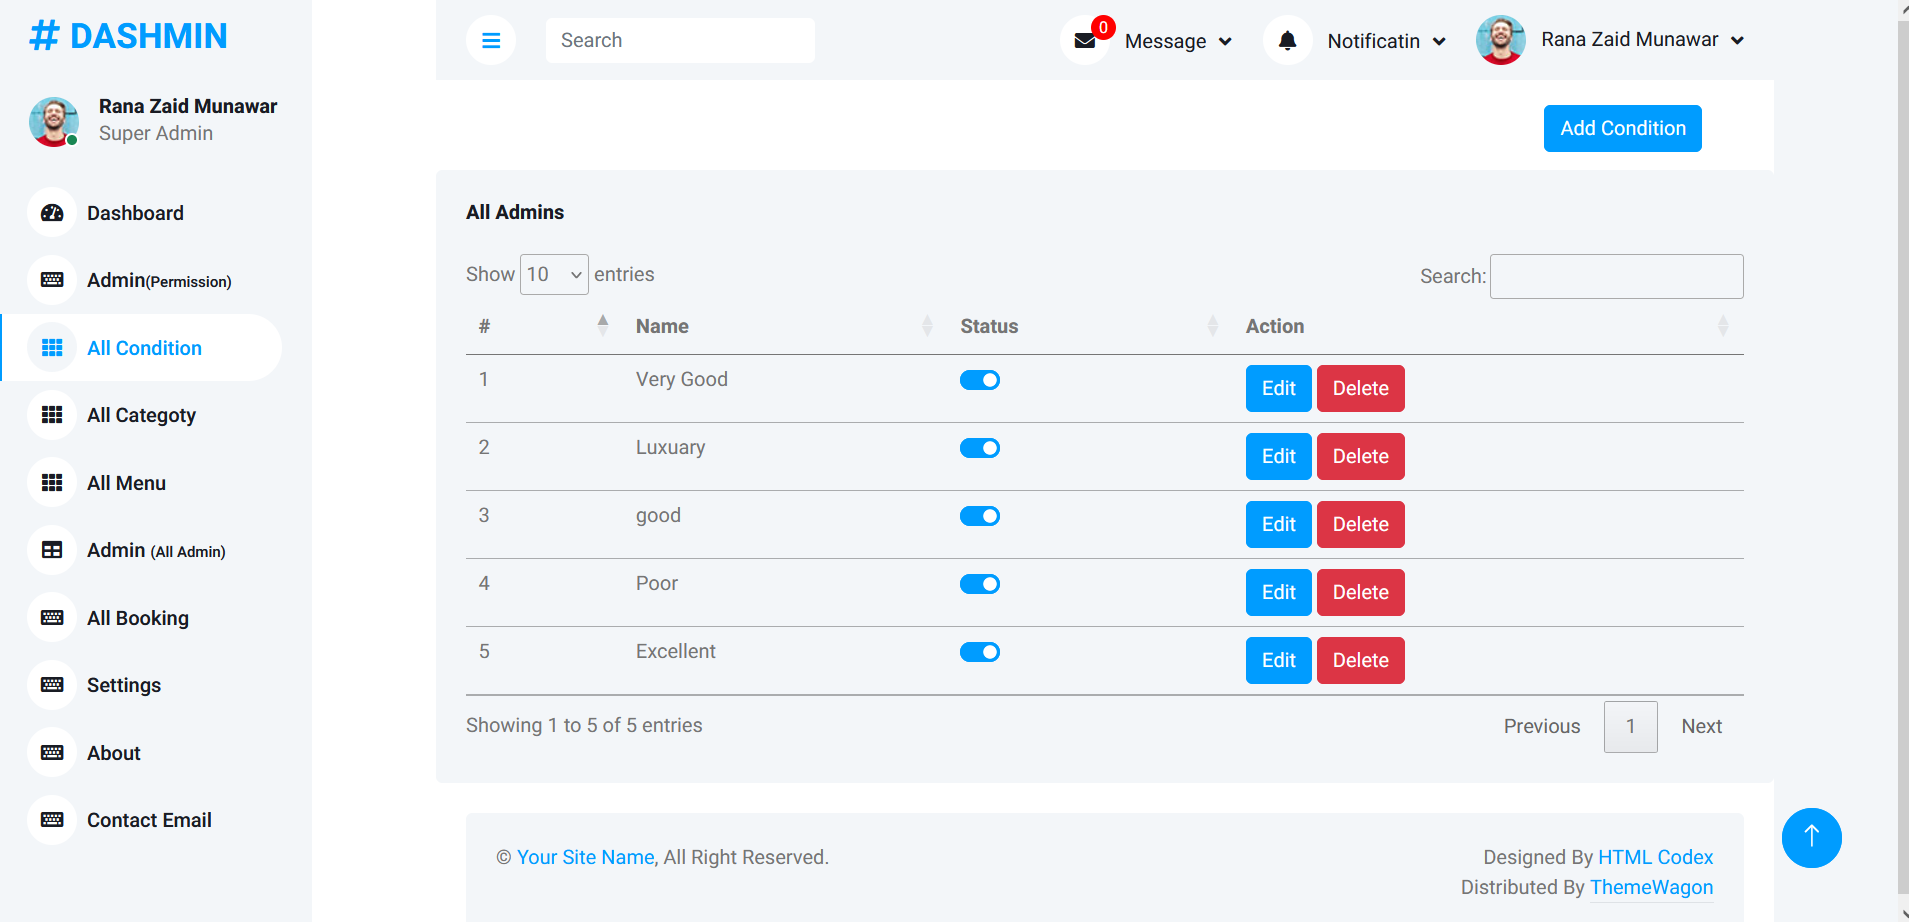 # DASHMIN
Rana Zaid Munawar
Super Admin
Dashboard
Admin(Permission)
All Condition
All Categoty
All Menu
Admin (All Admin)
All Booking
Settings
About
Contact Email
Search
0
Message
Notificatin
Rana Zaid Munawar
Add Condition
All Admins
Show 10 entries
Search:
# Name Status Action
1 Very Good Edit Delete
2 Luxuary Edit Delete
3 good Edit Delete
4 Poor Edit Delete
5 Excellent Edit Delete
Showing 1 to 5 of 5 entries
Previous 1 Next
© Your Site Name, All Right Reserved.
Designed By HTML Codex
Distributed By ThemeWagon